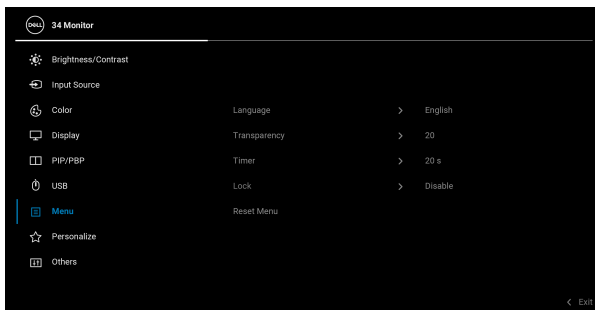 DELL 34 Monitor
Brightness/Contrast
Input Source
Color Language > English
Display Transparency > 20
PIP/PBP Timer > 20 s
USB Lock > Disable
Menu Reset Menu
Personalize
Others
< Exit